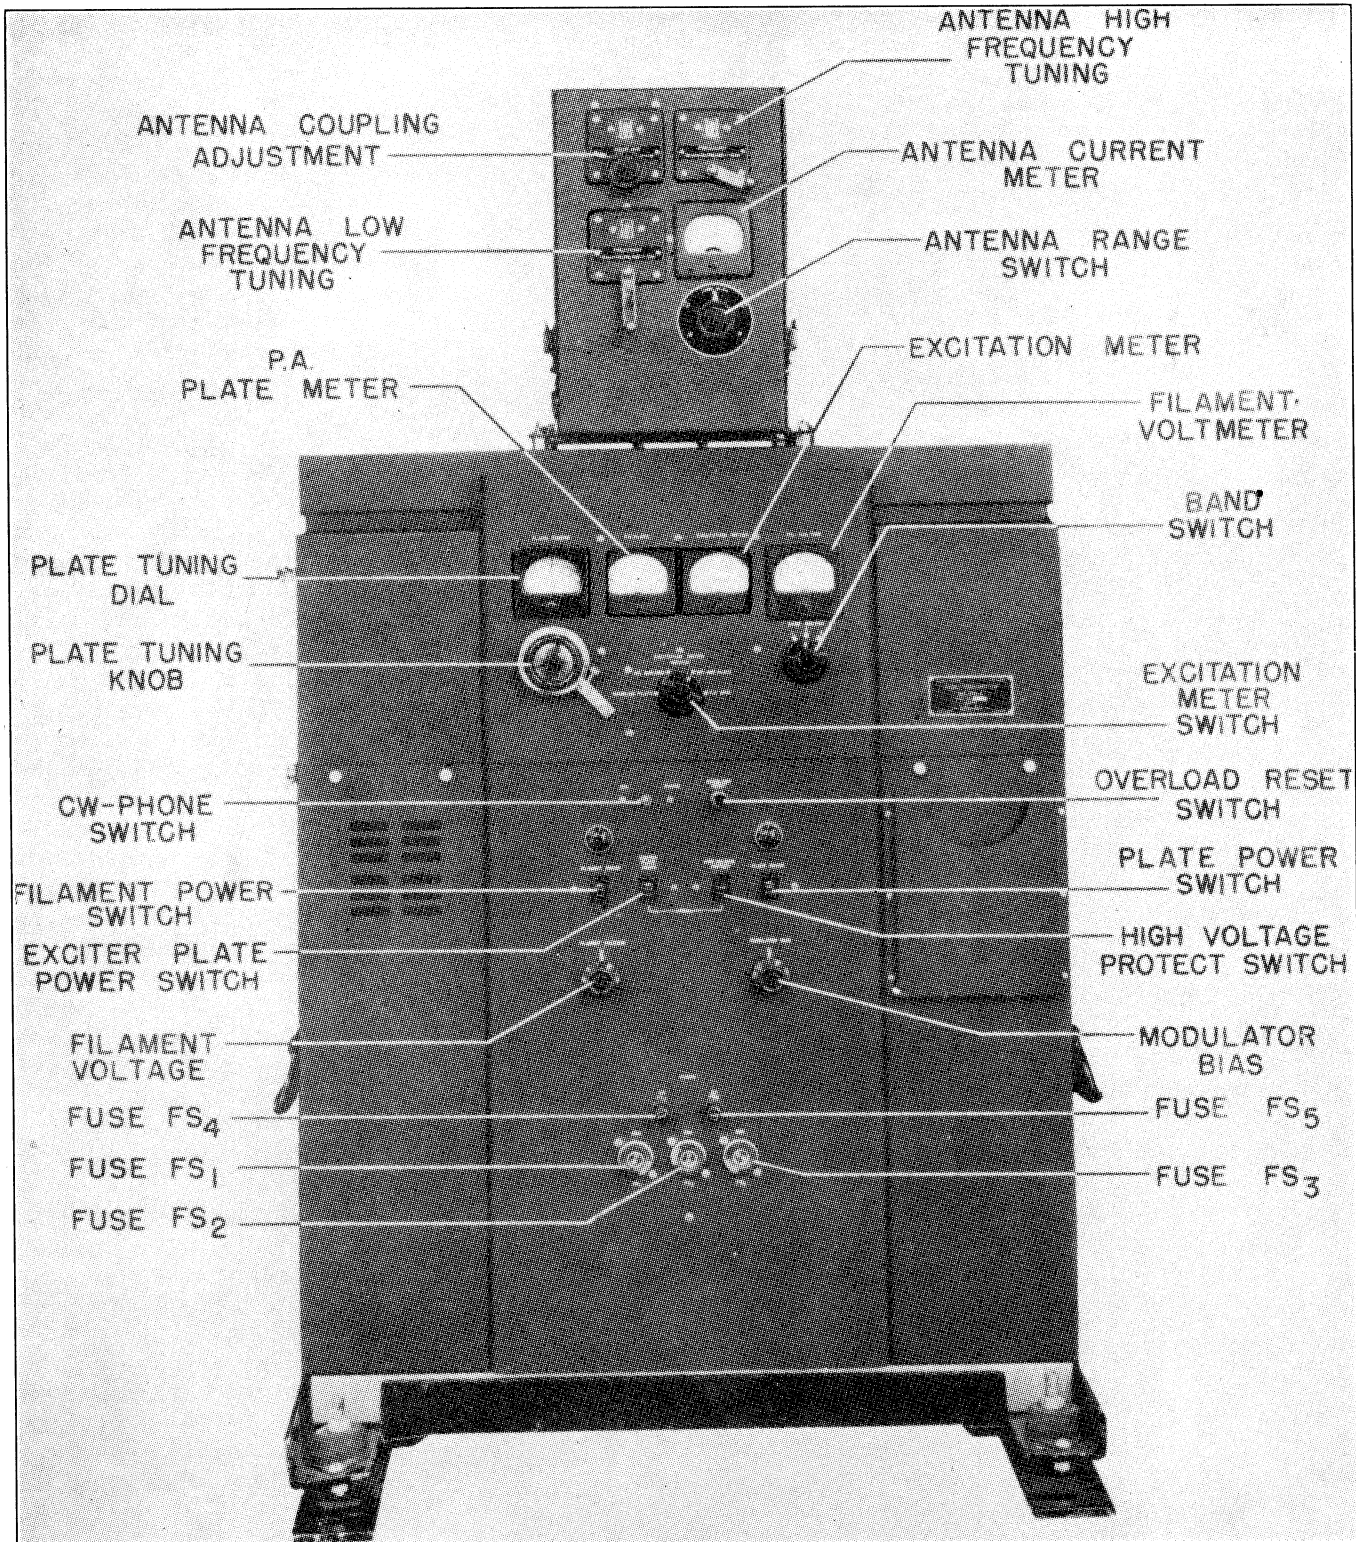 ANTENNA HIGH
FREQUENCY
TUNING
ANTENNA COUPLING
ADJUSTMENT
ANTENNA CURRENT
METER
ANTENNA LOW
FREQUENCY
TUNING
ANTENNA RANGE
SWITCH
P.A.
PLATE METER
EXCITATION METER
FILAMENT
VOLTMETER
BAND
SWITCH
PLATE TUNING
DIAL
PLATE TUNING
KNOB
EXCITATION
METER
SWITCH
CW-PHONE
SWITCH
OVERLOAD RESET
SWITCH
FILAMENT POWER
SWITCH
PLATE POWER
SWITCH
EXCITER PLATE
POWER SWITCH
HIGH VOLTAGE
PROTECT SWITCH
FILAMENT
VOLTAGE
MODULATOR
BIAS
FUSE FS4
FUSE FS5
FUSE FS1
FUSE FS3
FUSE FS2